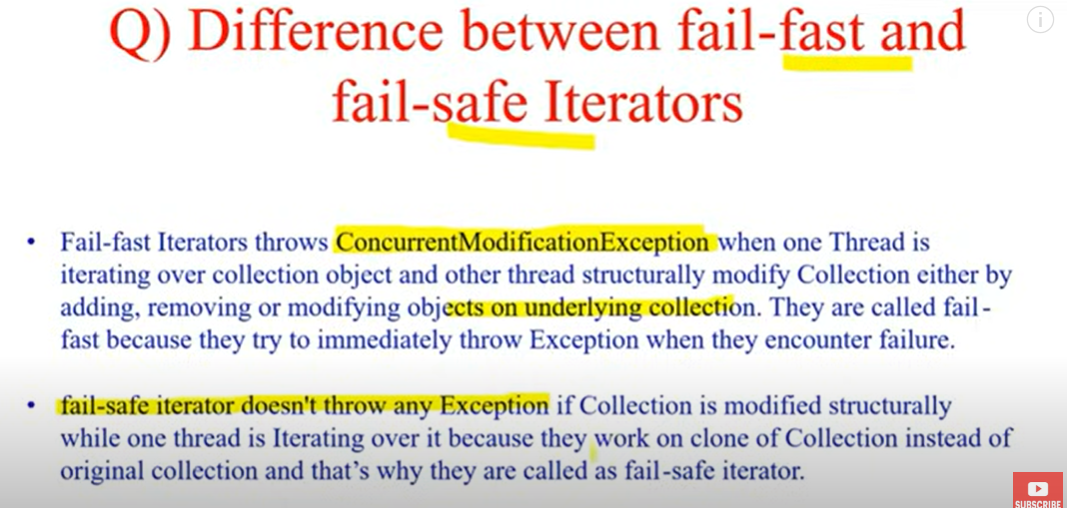 Q) Difference between fail-fast and
fail-safe Iterators
• Fail-fast Iterators throws ConcurrentModificationException when one Thread is
iterating over collection object and other thread structurally modify Collection either by
adding, removing or modifying objects on underlying collection. They are called fail-
fast because they try to immediately throw Exception when they encounter failure.
• fail-safe iterator doesn't throw any Exception if Collection is modified structurally
while one thread is Iterating over it because they work on clone of Collection instead of
original collection and that's why they are called as fail-safe iterator.
SUBSCRIBE